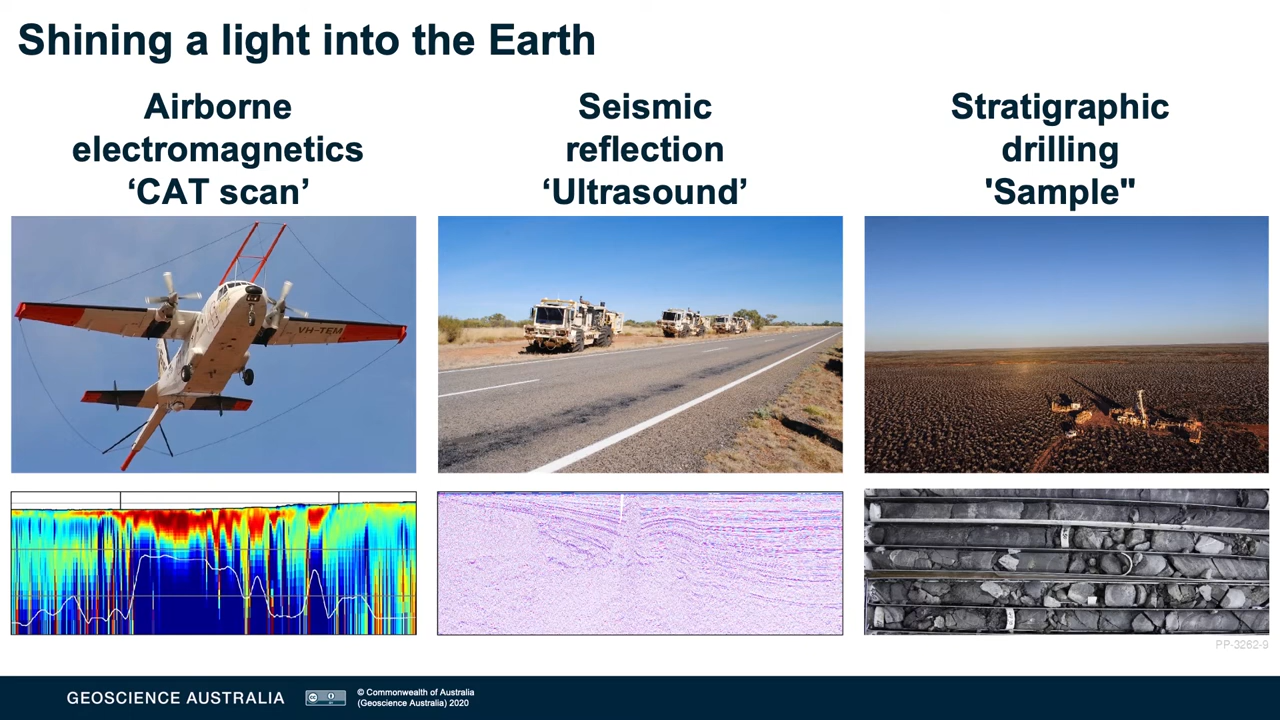 Shining a light into the Earth
Airborne
electromagnetics
‘CAT scan’
Seismic
reflection
‘Ultrasound’
Stratigraphic
drilling
'Sample"
VH-TEM
PP-3262-9
GEOSCIENCE AUSTRALIA
© Commonwealth of Australia
(Geoscience Australia) 2020